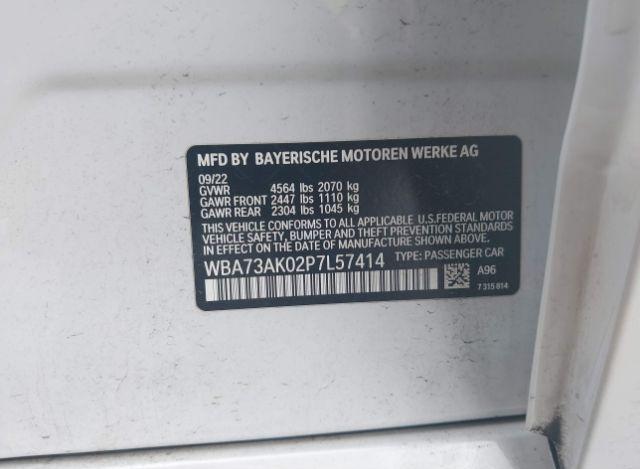 MFD BY BAYERISCHE MOTOREN WERKE AG
09/22
GVWR 4564 lbs 2070 kg
GAWR FRONT 2447 lbs 1110 kg
GAWR REAR 2304 lbs 1045 kg
THIS VEHICLE CONFORMS TO ALL APPLICABLE U.S.FEDERAL MOTOR
VEHICLE SAFETY, BUMPER AND THEFT PREVENTION STANDARDS
IN EFFECT ON THE DATE OF MANUFACTURE SHOWN ABOVE.
WBA73AK02P7L57414 TYPE: PASSENGER CAR
A96
7 315 814